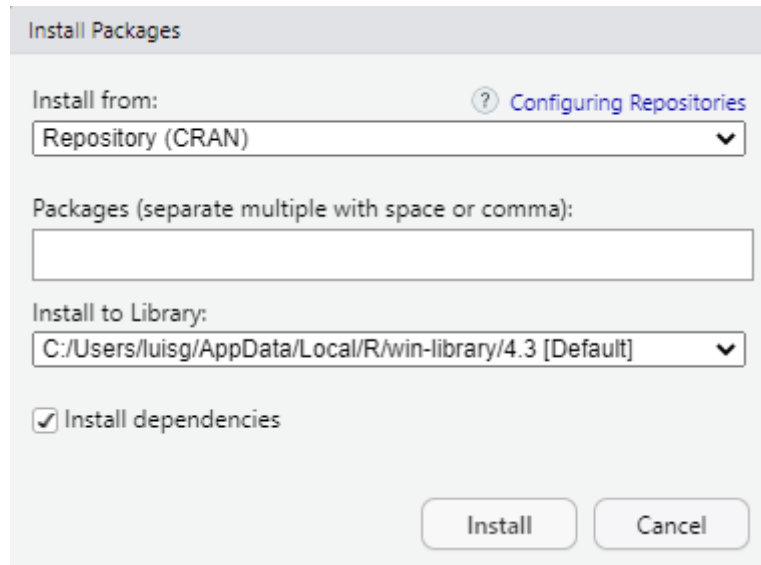 Install Packages
Install from:
? Configuring Repositories
Repository (CRAN)
Packages (separate multiple with space or comma):
Install to Library:
C:/Users/luisg/AppData/Local/R/win-library/4.3 [Default]
Install dependencies
Install
Cancel